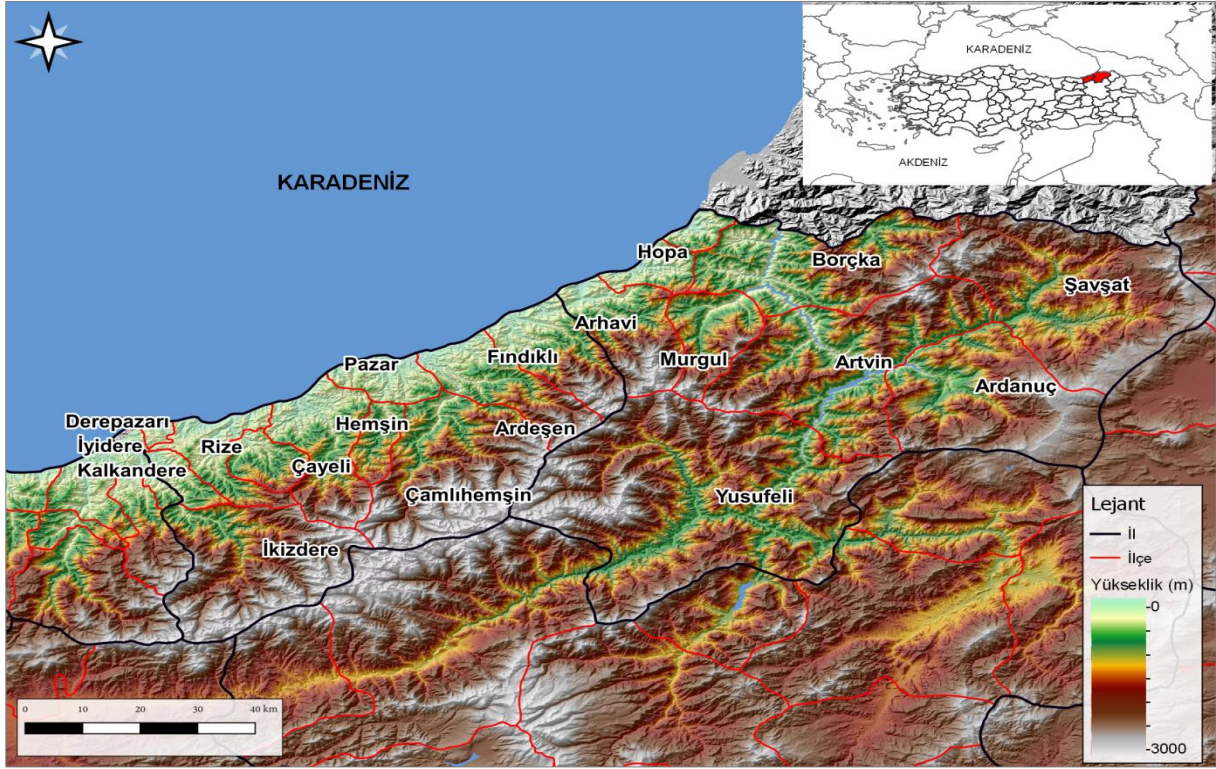 KARADENİZ
AKDENİZ
KARADENİZ
Hopa
Borçka
Şavşat
Arhavi
Murgul
Artvin
Ardanuç
Pazar
Fındıklı
Derepazarı
İyidere
Kalkandere
Rize
Hemşin
Ardeşen
Çayeli
Çamlıhemşin
Yusufeli
İkizdere
Lejant
İl
İlçe
Yükseklik (m)
-0
-3000
0 10 20 30 40 km